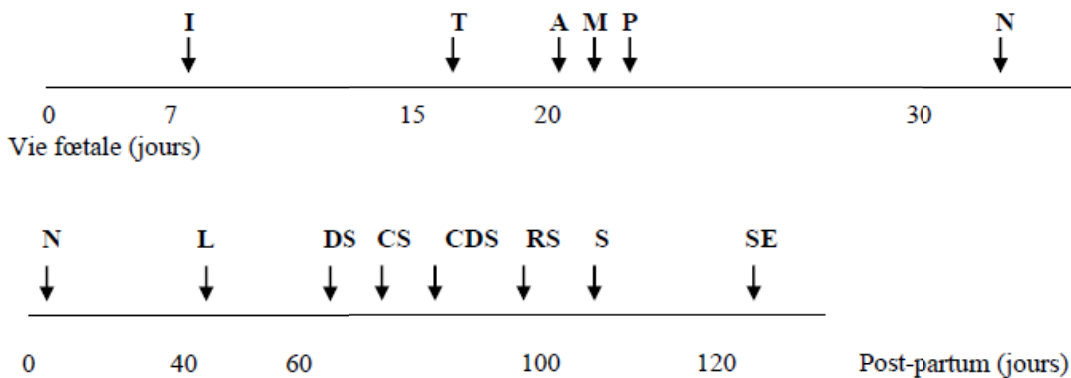 I T A M P N
0 7 15 20 30
Vie fœtale (jours)
N L DS CS CDS RS S SE
0 40 60 100 120 Post-partum (jours)